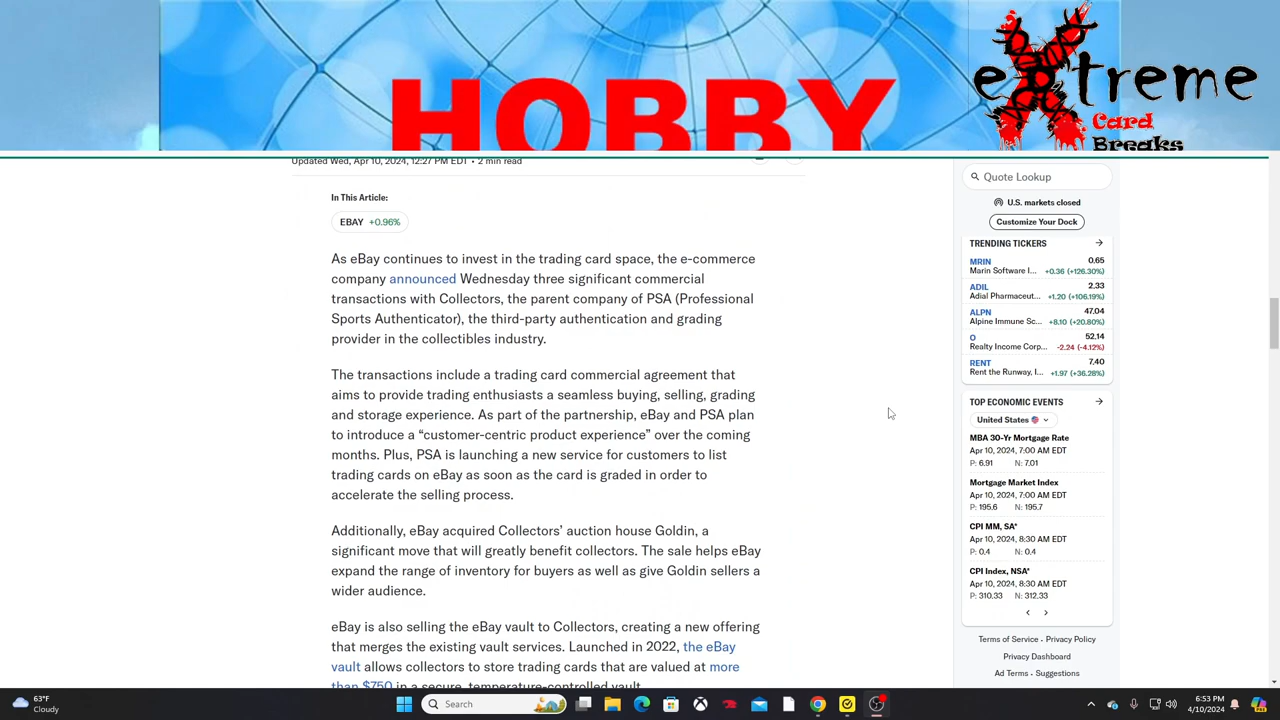 HOBBY
eXtreme
Card
Breaks
Updated Wed, Apr 10, 2024, 12:27 PM EDT • 2 min read
In This Article:
EBAY +0.96%
As eBay continues to invest in the trading card space, the e-commerce
company announced Wednesday three significant commercial
transactions with Collectors, the parent company of PSA (Professional
Sports Authenticator), the third-party authentication and grading
provider in the collectibles industry.
The transactions include a trading card commercial agreement that
aims to provide trading enthusiasts a seamless buying, selling, grading
and storage experience. As part of the partnership, eBay and PSA plan
to introduce a “customer-centric product experience” over the coming
months. Plus, PSA is launching a new service for customers to list
trading cards on eBay as soon as the card is graded in order to
accelerate the selling process.
Additionally, eBay acquired Collectors’ auction house Goldin, a
significant move that will greatly benefit collectors. The sale helps eBay
expand the range of inventory for buyers as well as give Goldin sellers a
wider audience.
eBay is also selling the eBay vault to Collectors, creating a new offering
that merges the existing vault services. Launched in 2022, the eBay
vault allows collectors to store trading cards that are valued at more
than $750 in a secure, temperature-controlled vault.
Quote Lookup
U.S. markets closed
Customize Your Dock
TRENDING TICKERS
MRIN 0.65
Marin Software I... +0.36 (+126.30%)
ADIL 2.33
Adial Pharmaceut... +1.20 (+106.19%)
ALPN 47.04
Alpine Immune Sc... +8.10 (+20.80%)
O 52.14
Realty Income Corp... -2.24 (-4.12%)
RENT 7.40
Rent the Runway, I... +1.97 (+36.28%)
TOP ECONOMIC EVENTS
United States
MBA 30-Yr Mortgage Rate
Apr 10, 2024, 7:00 AM EDT
P: 6.91 N: 7.01
Mortgage Market Index
Apr 10, 2024, 7:00 AM EDT
P: 195.6 N: 195.7
CPI MM, SA*
Apr 10, 2024, 8:30 AM EDT
P: 0.4 N: 0.4
CPI Index, NSA*
Apr 10, 2024, 8:30 AM EDT
P: 310.33 N: 312.33
Terms of Service • Privacy Policy
Privacy Dashboard
Ad Terms • Suggestions
63°F
Cloudy
Search
6:53 PM
4/10/2024